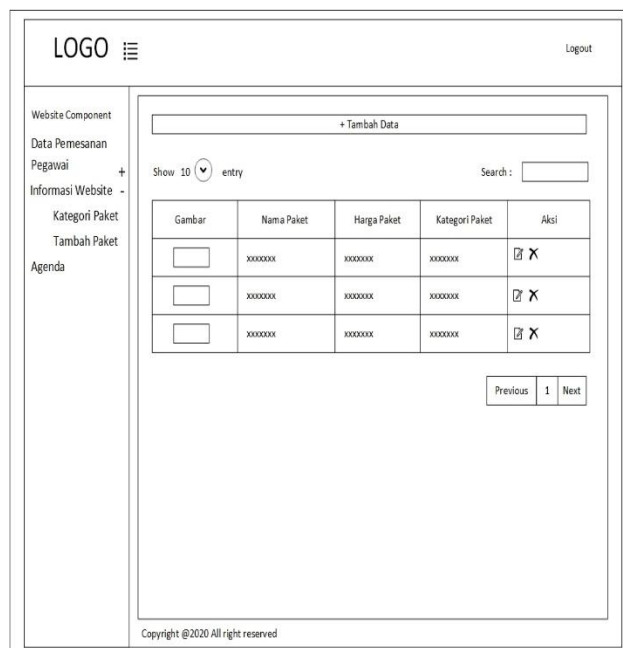 LOGO
Logout
Website Component
Data Pemesanan
Pegawai +
Informasi Website -
Kategori Paket
Tambah Paket
Agenda
+ Tambah Data
Show 10 entry
Search :
Gambar Nama Paket Harga Paket Kategori Paket Aksi
xxxxxxx xxxxxxx xxxxxxx
xxxxxxx xxxxxxx xxxxxxx
xxxxxxx xxxxxxx xxxxxxx
Previous 1 Next
Copyright @2020 All right reserved